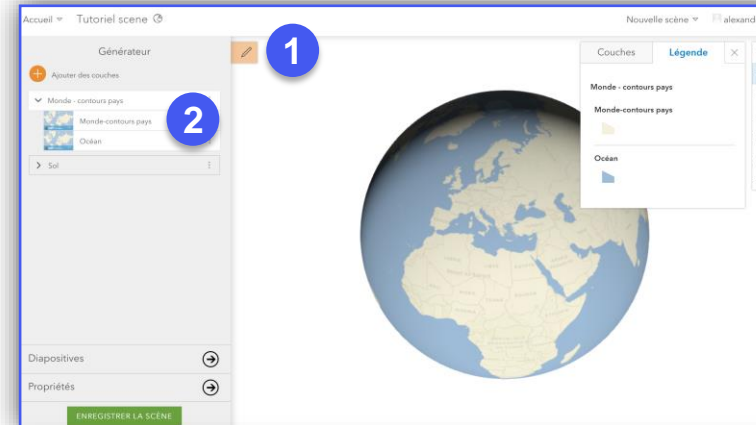 Accueil Tutoriel scene
Nouvelle scène alexand
Générateur
Ajouter des couches
Monde - contours pays
Monde-contours pays
Océan
Sol
1
2
Couches Légende
Monde - contours pays
Monde-contours pays
Océan
Diapositives
Propriétés
ENREGISTRER LA SCÈNE